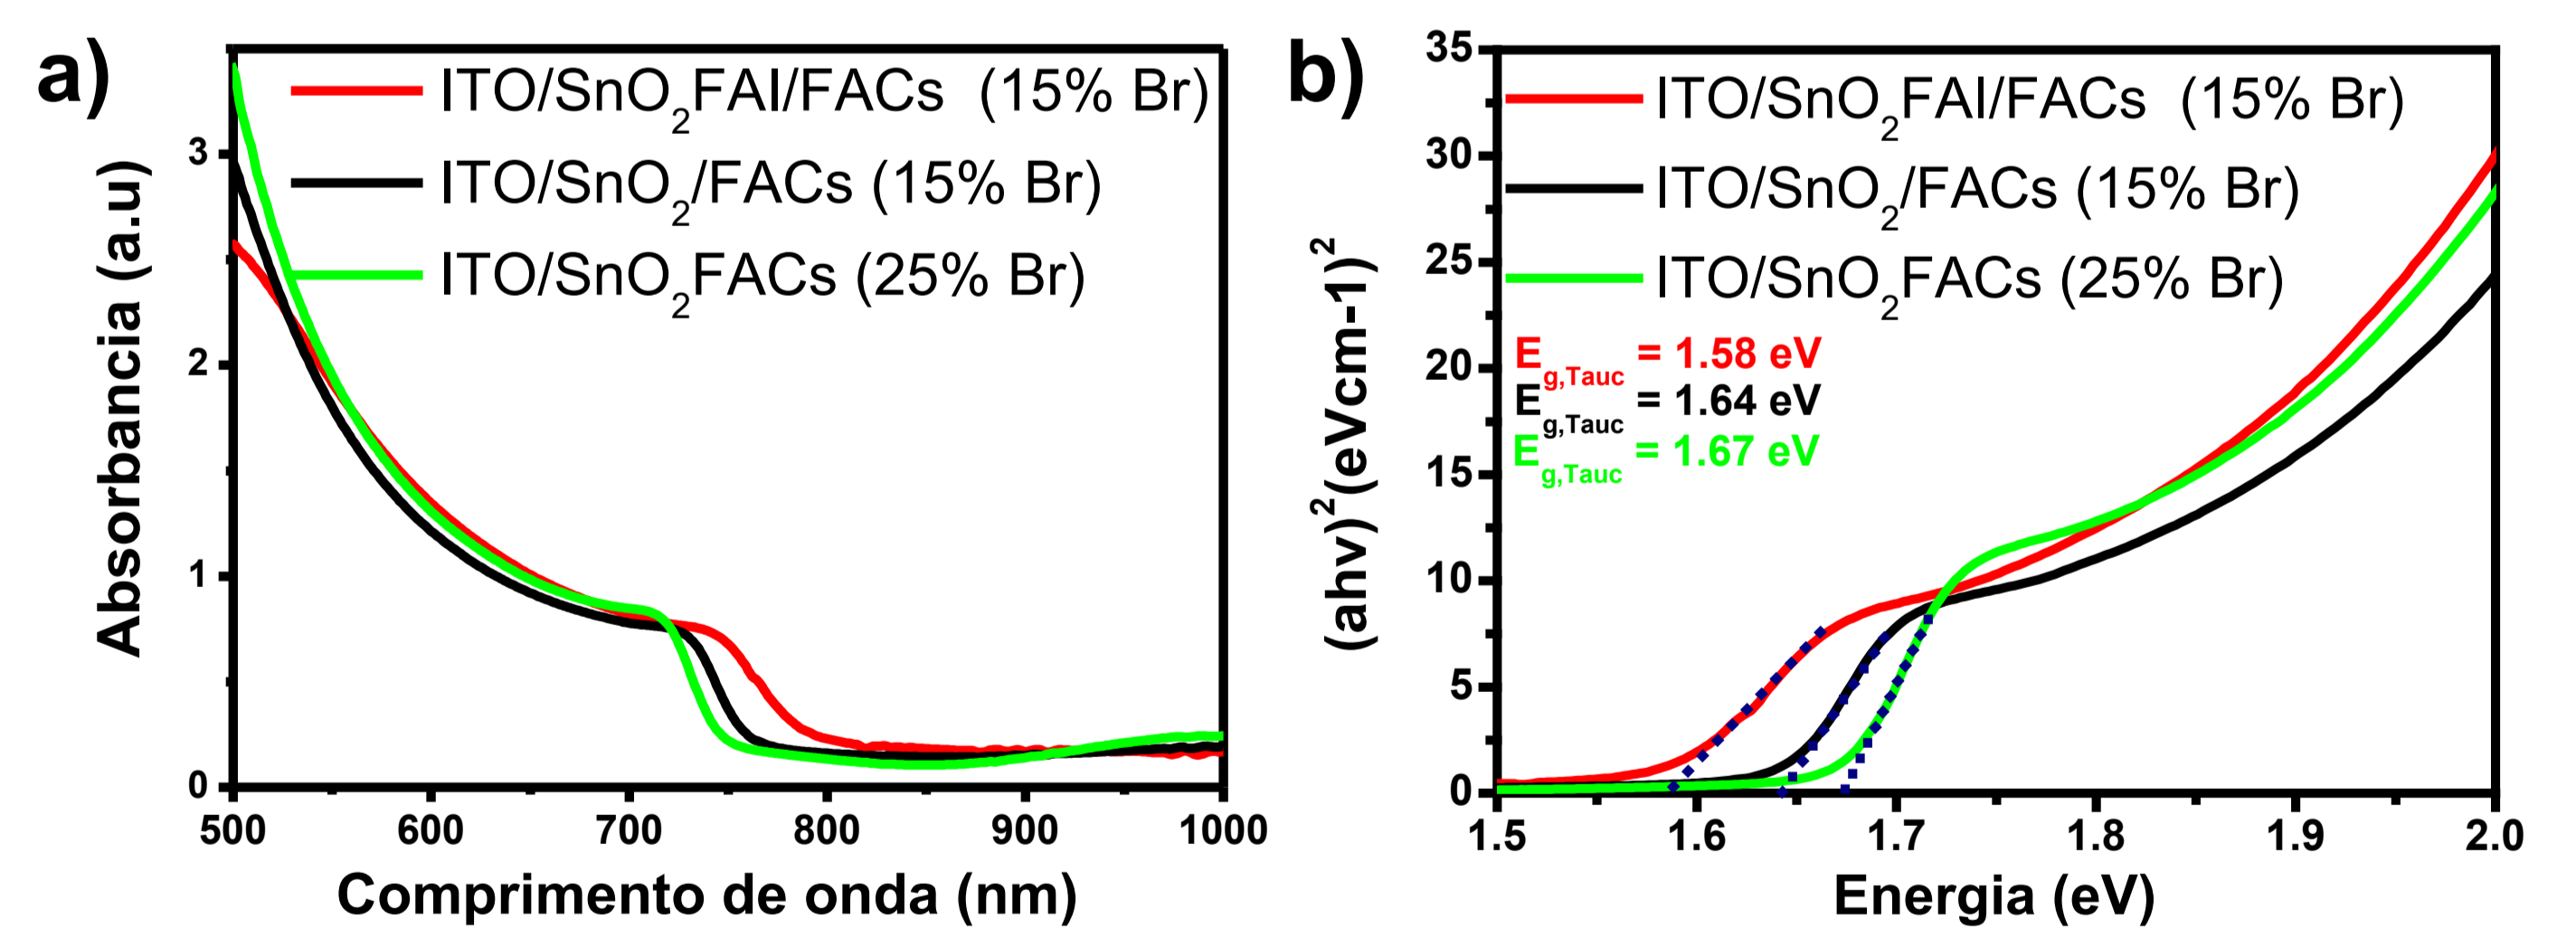 a)
ITO/SnO₂FAI/FACs (15% Br)
ITO/SnO₂/FACs (15% Br)
ITO/SnO₂FACs (25% Br)
Absorbancia (a.u)
3
2
1
0
500 600 700 800 900 1000
Comprimento de onda (nm)
b)
ITO/SnO₂FAI/FACs (15% Br)
ITO/SnO₂/FACs (15% Br)
ITO/SnO₂FACs (25% Br)
E g,Tauc = 1.58 eV
E g,Tauc = 1.64 eV
E g,Tauc = 1.67 eV
(ahv)² (eVcm-1)²
35
30
25
20
15
10
5
0
1.5 1.6 1.7 1.8 1.9 2.0
Energia (eV)